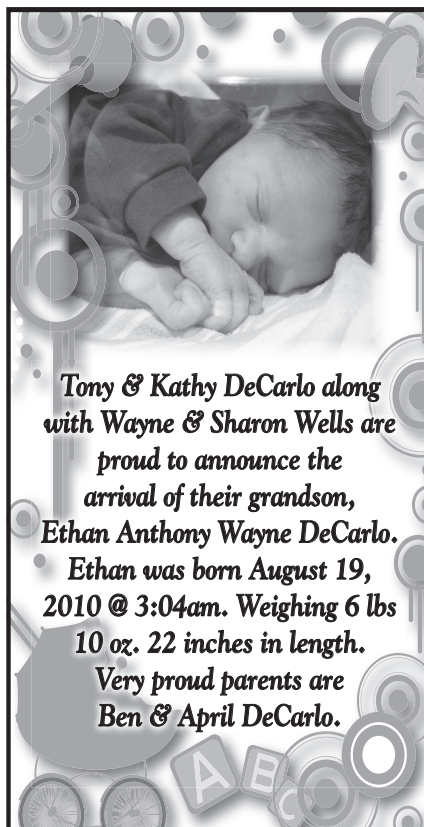 Tony & Kathy DeCarlo along
with Wayne & Sharon Wells are
proud to announce the
arrival of their grandson,
Ethan Anthony Wayne DeCarlo.
Ethan was born August 19,
2010 @ 3:04am. Weighing 6 lbs
10 oz. 22 inches in length.
Very proud parents are
Ben & April DeCarlo.
A B C